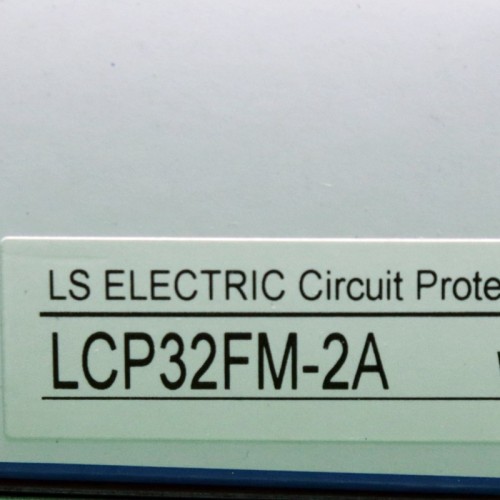 LS ELECTRIC Circuit Prote
LCP32FM-2A